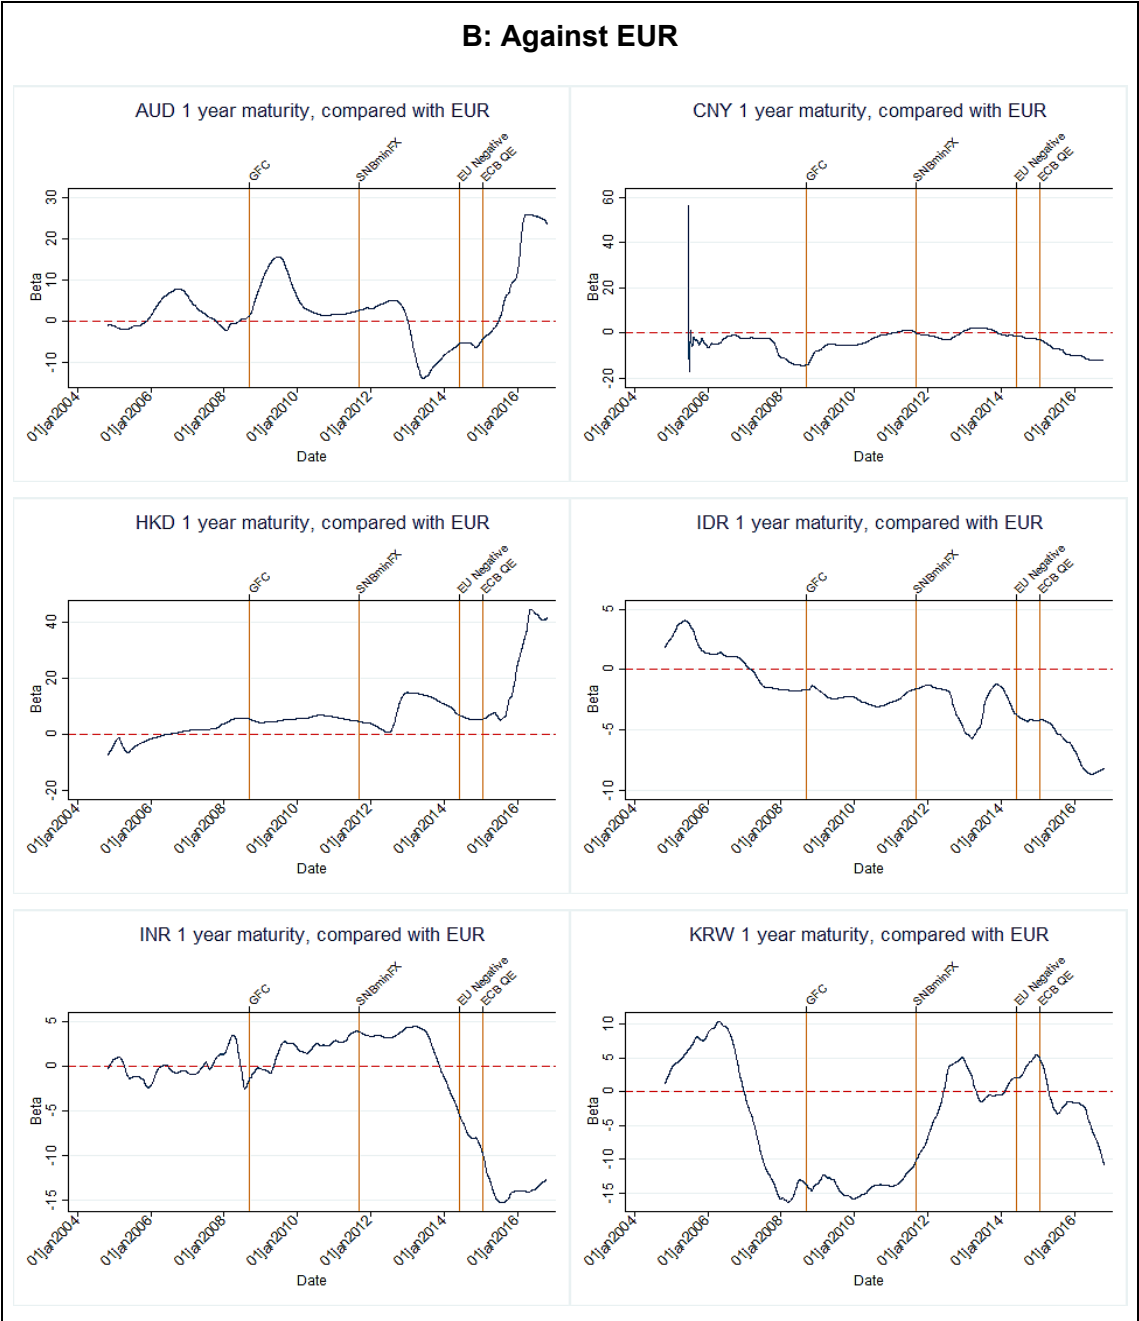 B: Against EUR
AUD 1 year maturity, compared with EUR
GFC
SNBminFX
EU Negative
ECB QE
30
20
10
0
-10
Beta
01Jan2004
01Jan2006
01Jan2008
01Jan2010
01Jan2012
01Jan2014
01Jan2016
Date
CNY 1 year maturity, compared with EUR
GFC
SNBminFX
EU Negative
ECB QE
60
40
20
0
-20
Beta
01Jan2004
01Jan2006
01Jan2008
01Jan2010
01Jan2012
01Jan2014
01Jan2016
Date
HKD 1 year maturity, compared with EUR
GFC
SNBminFX
EU Negative
ECB QE
40
20
0
-20
Beta
01Jan2004
01Jan2006
01Jan2008
01Jan2010
01Jan2012
01Jan2014
01Jan2016
Date
IDR 1 year maturity, compared with EUR
GFC
SNBminFX
EU Negative
ECB QE
5
0
-5
-10
Beta
01Jan2004
01Jan2006
01Jan2008
01Jan2010
01Jan2012
01Jan2014
01Jan2016
Date
INR 1 year maturity, compared with EUR
GFC
SNBminFX
EU Negative
ECB QE
5
0
-5
-10
-15
Beta
01Jan2004
01Jan2006
01Jan2008
01Jan2010
01Jan2012
01Jan2014
01Jan2016
Date
KRW 1 year maturity, compared with EUR
GFC
SNBminFX
EU Negative
ECB QE
10
5
0
-5
-10
-15
Beta
01Jan2004
01Jan2006
01Jan2008
01Jan2010
01Jan2012
01Jan2014
01Jan2016
Date